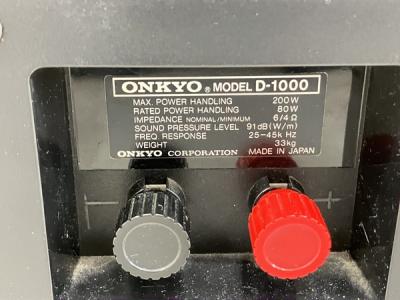 ONKYO® MODEL D-1000
MAX. POWER HANDLING 200W
RATED POWER HANDLING 80W
IMPEDANCE NOMINAL/MINIMUM 6/4Ω
SOUND PRESSURE LEVEL 91dB(W/m)
FREQ. RESPONSE 25-45k Hz
WEIGHT 33kg
ONKYO CORPORATION MADE IN JAPAN
− +